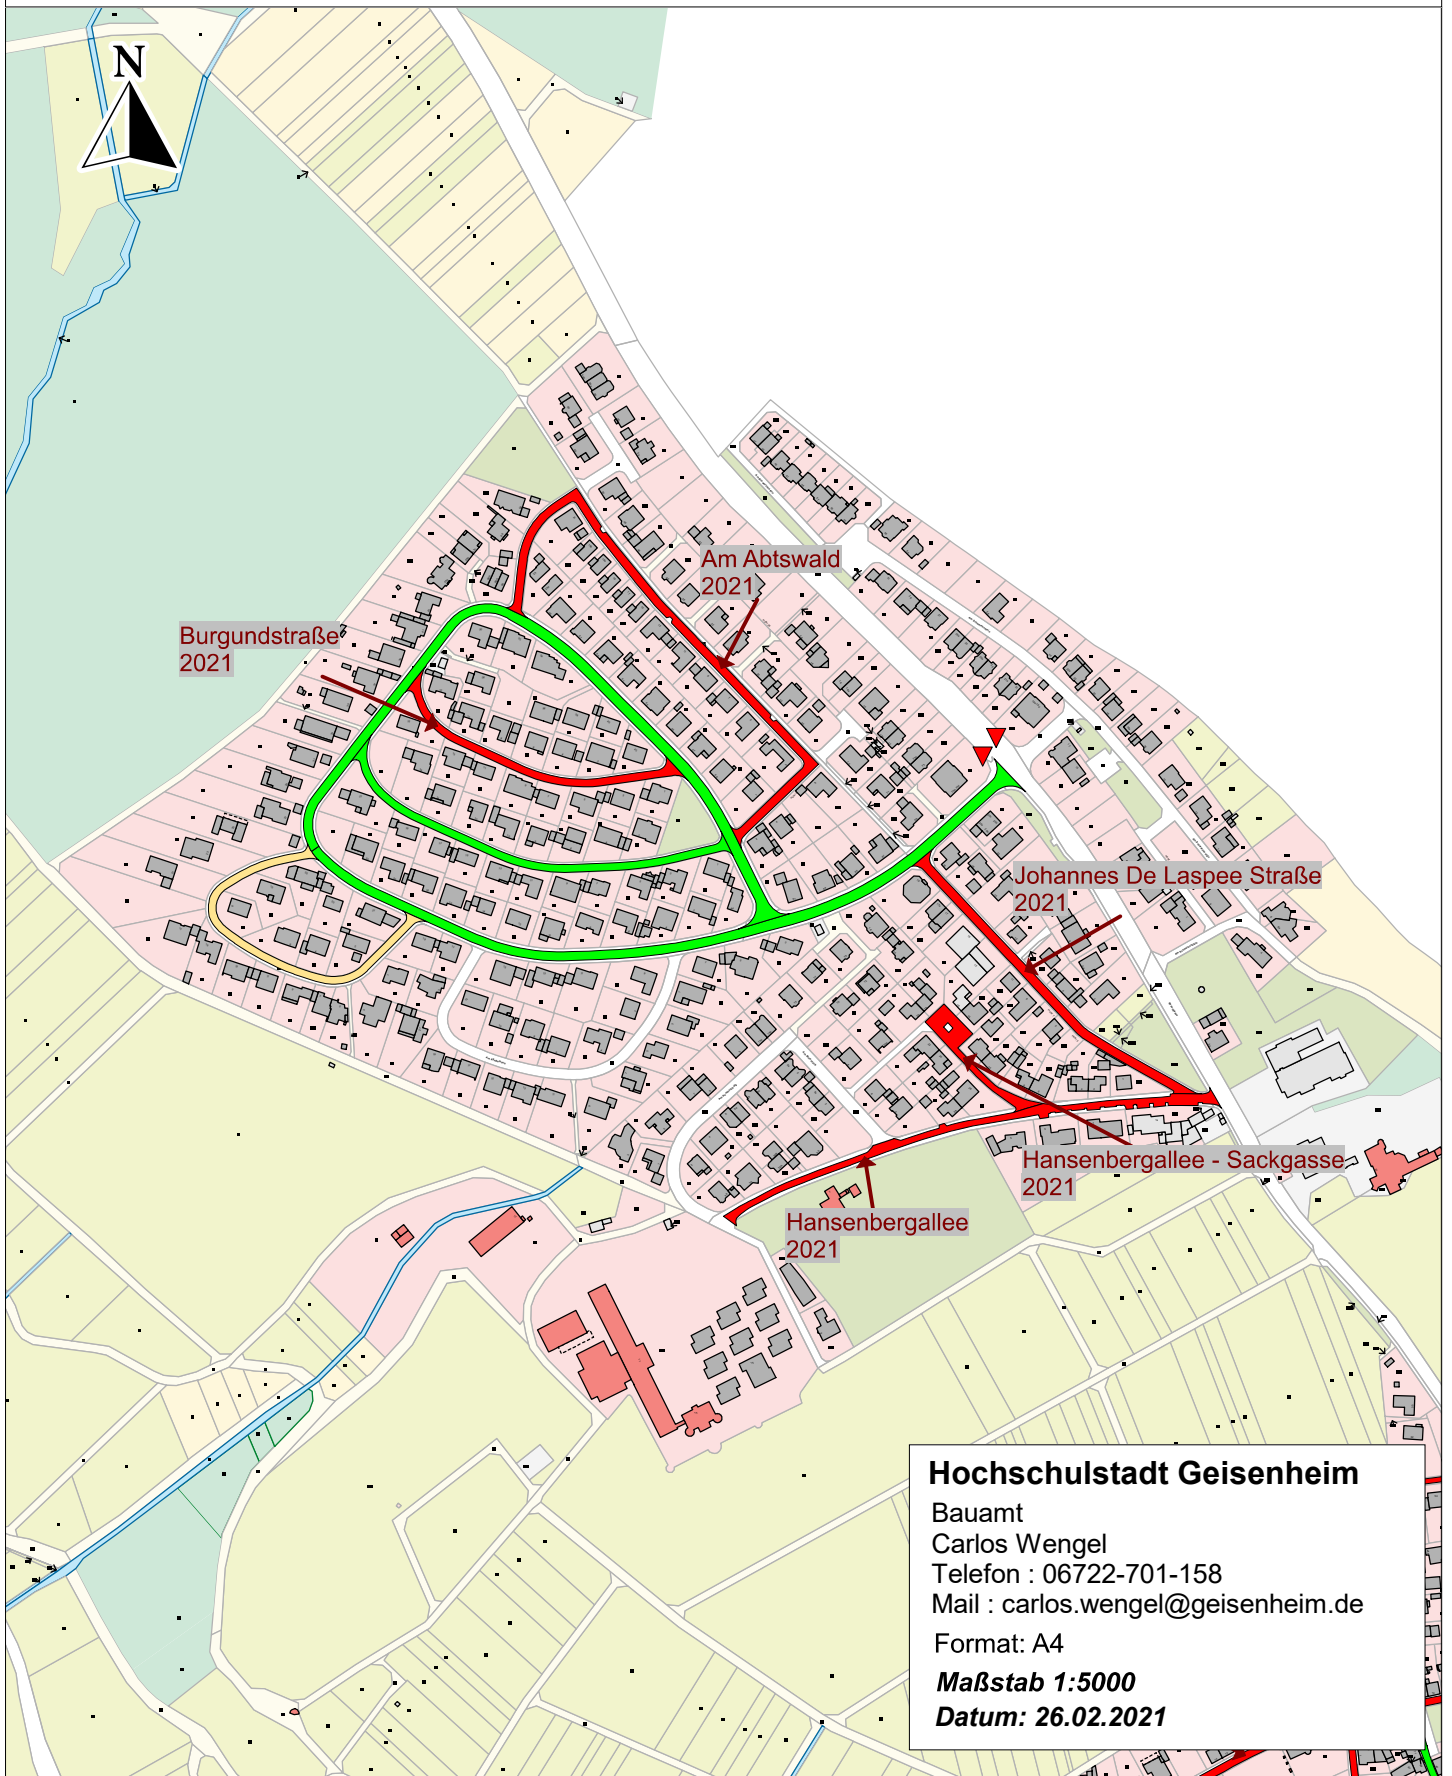 N
Am Abtswald
2021
Burgundstraße
2021
Johannes De Laspee Straße
2021
Hansenbergallee - Sackgasse
2021
Hansenbergallee
2021
Hochschulstadt Geisenheim
Bauamt
Carlos Wengel
Telefon : 06722-701-158
Mail : carlos.wengel@geisenheim.de
Format: A4
Maßstab 1:5000
Datum: 26.02.2021